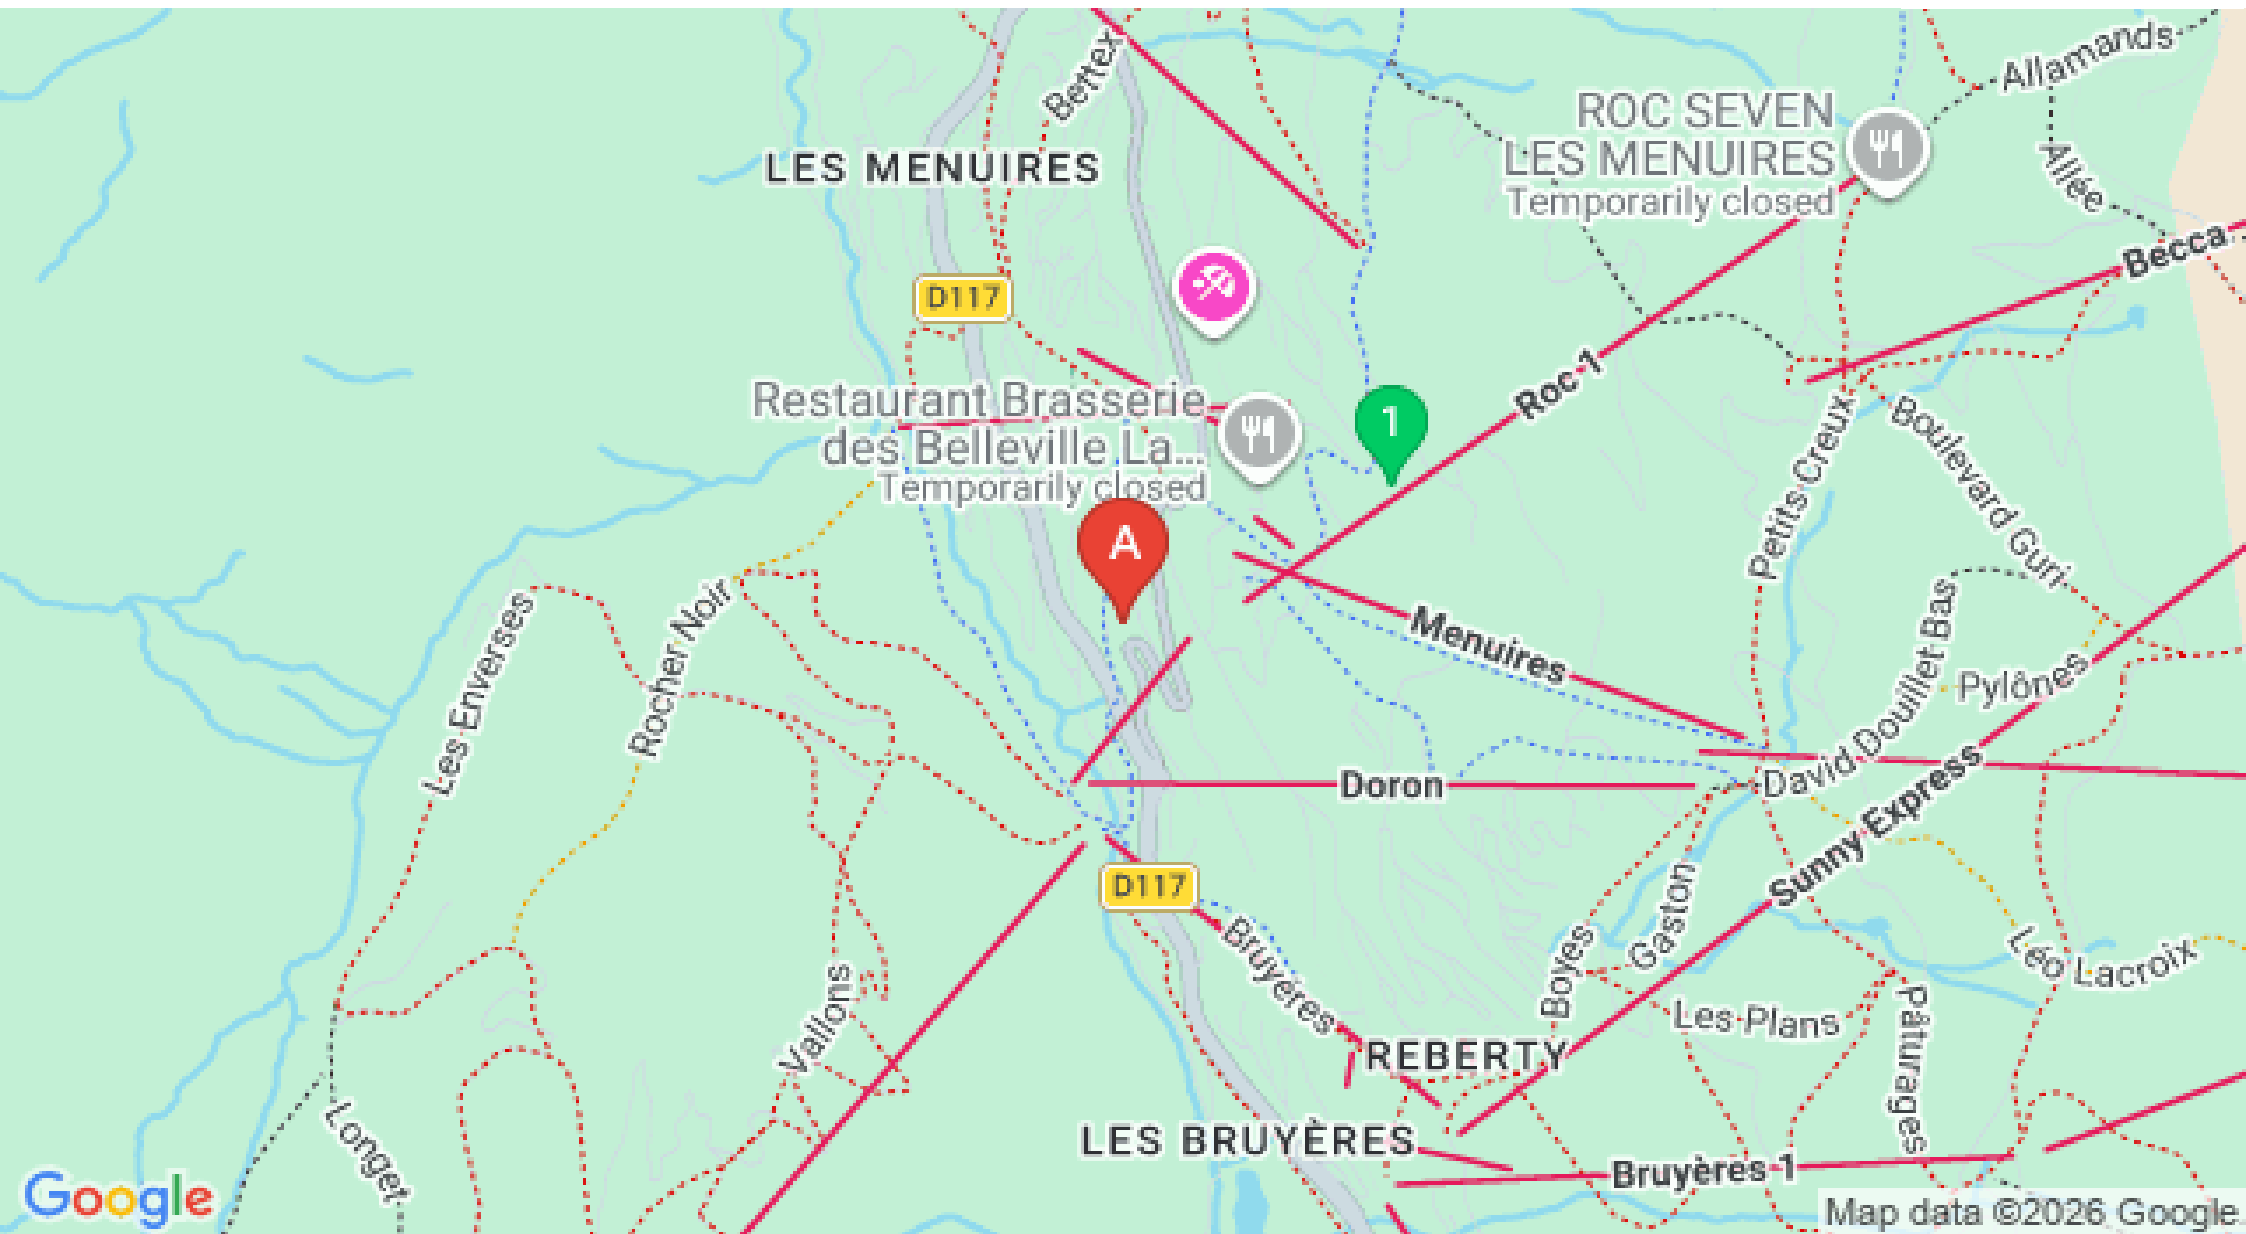 Bettex
Allamands
ROC SEVEN
LES MENUIRES
Temporarily closed
LES MENUIRES
Allée
Becca
D117
Roc 1
1
Restaurant Brasserie
des Belleville La...
Temporarily closed
Petits Creux
Boulevard Guri
A
Les Enverses
Rocher Noir
Menuires
David Douillet Bas
Pylônes
Doron
Sunny Express
D117
Bruyères
Boyes
Gaston
Léo Lacroix
Vallons
Les Plans
Pâturages
REBERTY
Longet
LES BRUYÈRES
Bruyères 1
Google
Map data ©2026 Google